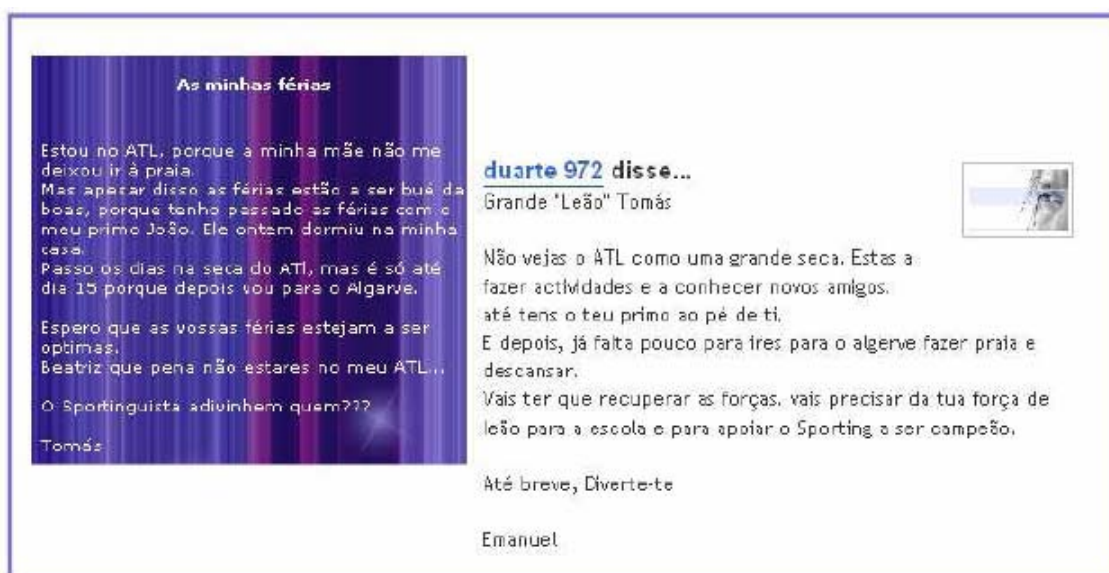 As minhas férias
Estou no ATL, porque a minha mãe não me
deixou ir à praia.
Mas apesar disso as férias estão a ser bué da
boas, porque tenho passado as férias com o
meu primo João. Ele ontem dormiu na minha
casa.
Passo os dias na seca do ATl, mas é só até
dia 15 porque depois vou para o Algarve.
Espero que as vossas férias estejam a ser
optimas.
Beatriz que pena não estares no meu ATL...
O Sportinguista adivinhem quem???
Tomás
duarte 972 disse...
Grande "Leão" Tomás
Não vejas o ATL como uma grande seca. Estas a
fazer actividades e a conhecer novos amigos.
até tens o teu primo ao pé de ti.
E depois, já falta pouco para ires para o algerve fazer praia e
descansar.
Vais ter que recuperar as forças. vais precisar da tua força de
leão para a escola e para apoiar o Sporting a ser campeão.
Até breve, Diverte-te
Emanuel